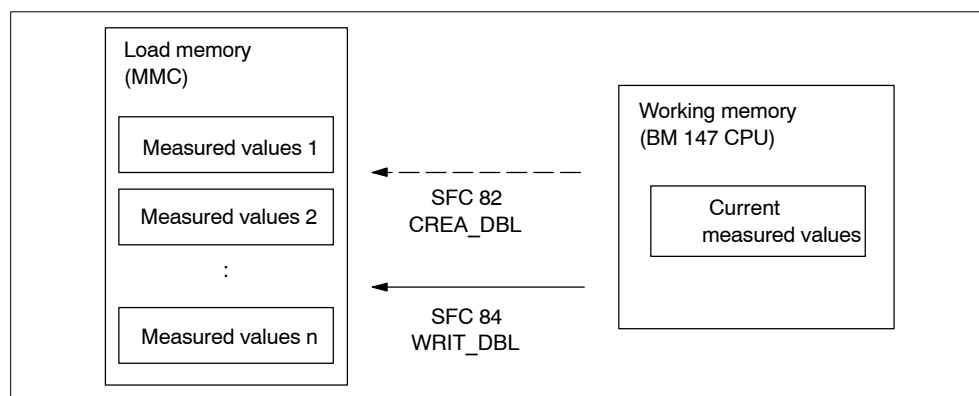 Load memory
(MMC)
Measured values 1
Measured values 2
:
Measured values n
SFC 82
CREA_DBL
SFC 84
WRIT_DBL
Working memory
(BM 147 CPU)
Current
measured values